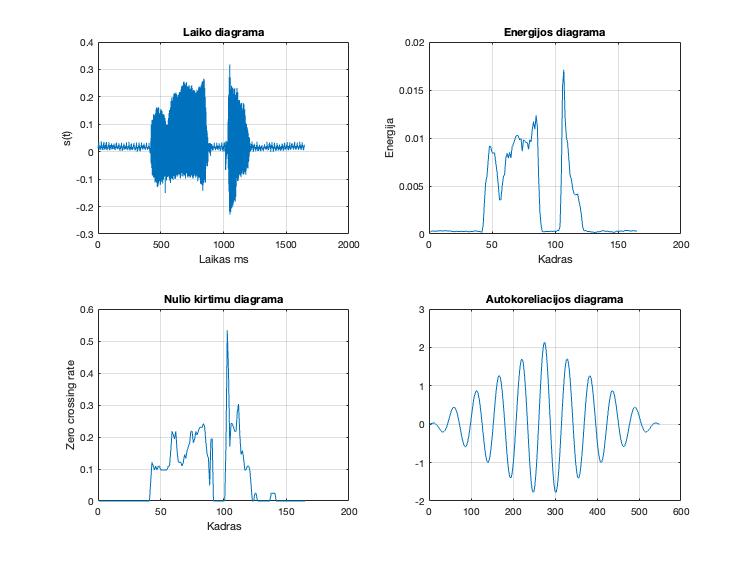 Laiko diagrama
0.4
0.3
0.2
0.1
0
-0.1
-0.2
-0.3
s(t)
0 500 1000 1500 2000
Laikas ms
Energijos diagrama
0.02
0.015
0.01
0.005
0
Energija
0 50 100 150 200
Kadras
Nulio kirtimu diagrama
0.6
0.5
0.4
0.3
0.2
0.1
0
Zero crossing rate
0 50 100 150 200
Kadras
Autokoreliacijos diagrama
3
2
1
0
-1
-2
0 100 200 300 400 500 600